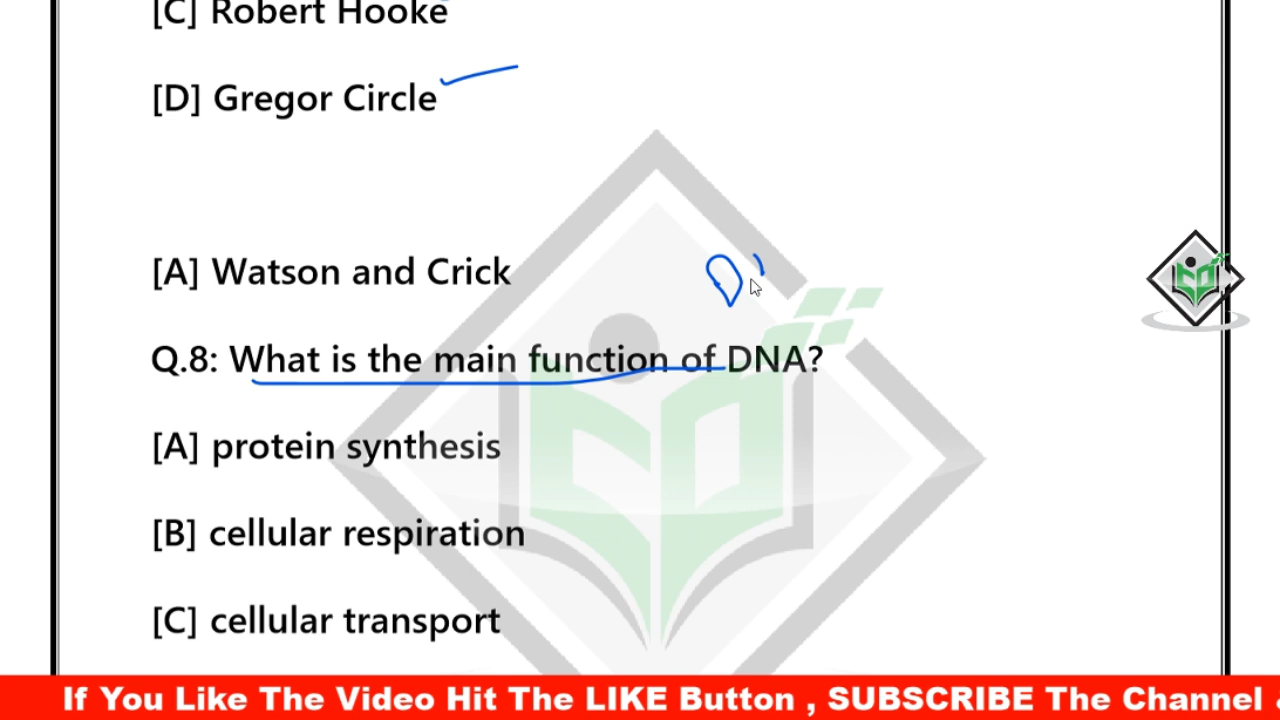 [C] Robert Hooke
[D] Gregor Circle
[A] Watson and Crick
Q.8: What is the main function of DNA?
[A] protein synthesis
[B] cellular respiration
[C] cellular transport
If You Like The Video Hit The LIKE Button , SUBSCRIBE The Channel .